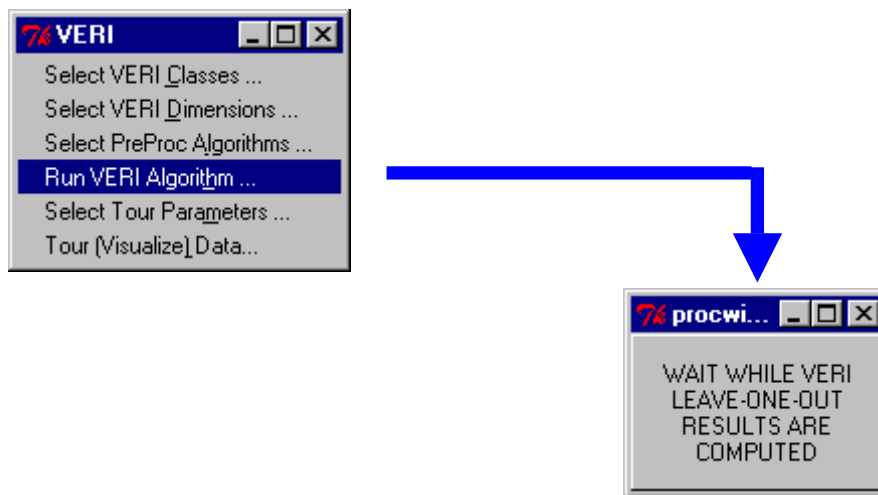 VERI
Select VERI Classes ...
Select VERI Dimensions ...
Select PreProc Algorithms ...
Run VERI Algorithm ...
Select Tour Parameters ...
Tour (Visualize) Data...
procwi...
WAIT WHILE VERI
LEAVE-ONE-OUT
RESULTS ARE
COMPUTED